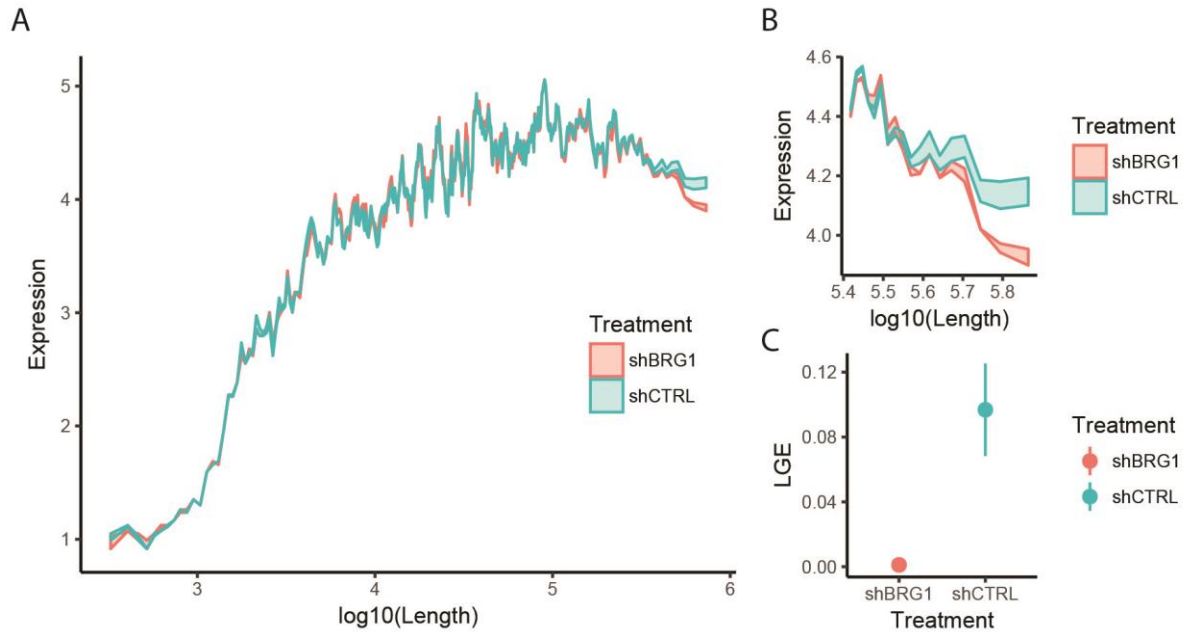 A
Expression
5
4
3
2
1
3
4
5
6
log10(Length)
Treatment
shBRG1
shCTRL
B
Expression
4.6
4.4
4.2
4.0
5.4
5.5
5.6
5.7
5.8
log10(Length)
Treatment
shBRG1
shCTRL
C
LGE
0.12
0.08
0.04
0.00
shBRG1
shCTRL
Treatment
Treatment
shBRG1
shCTRL